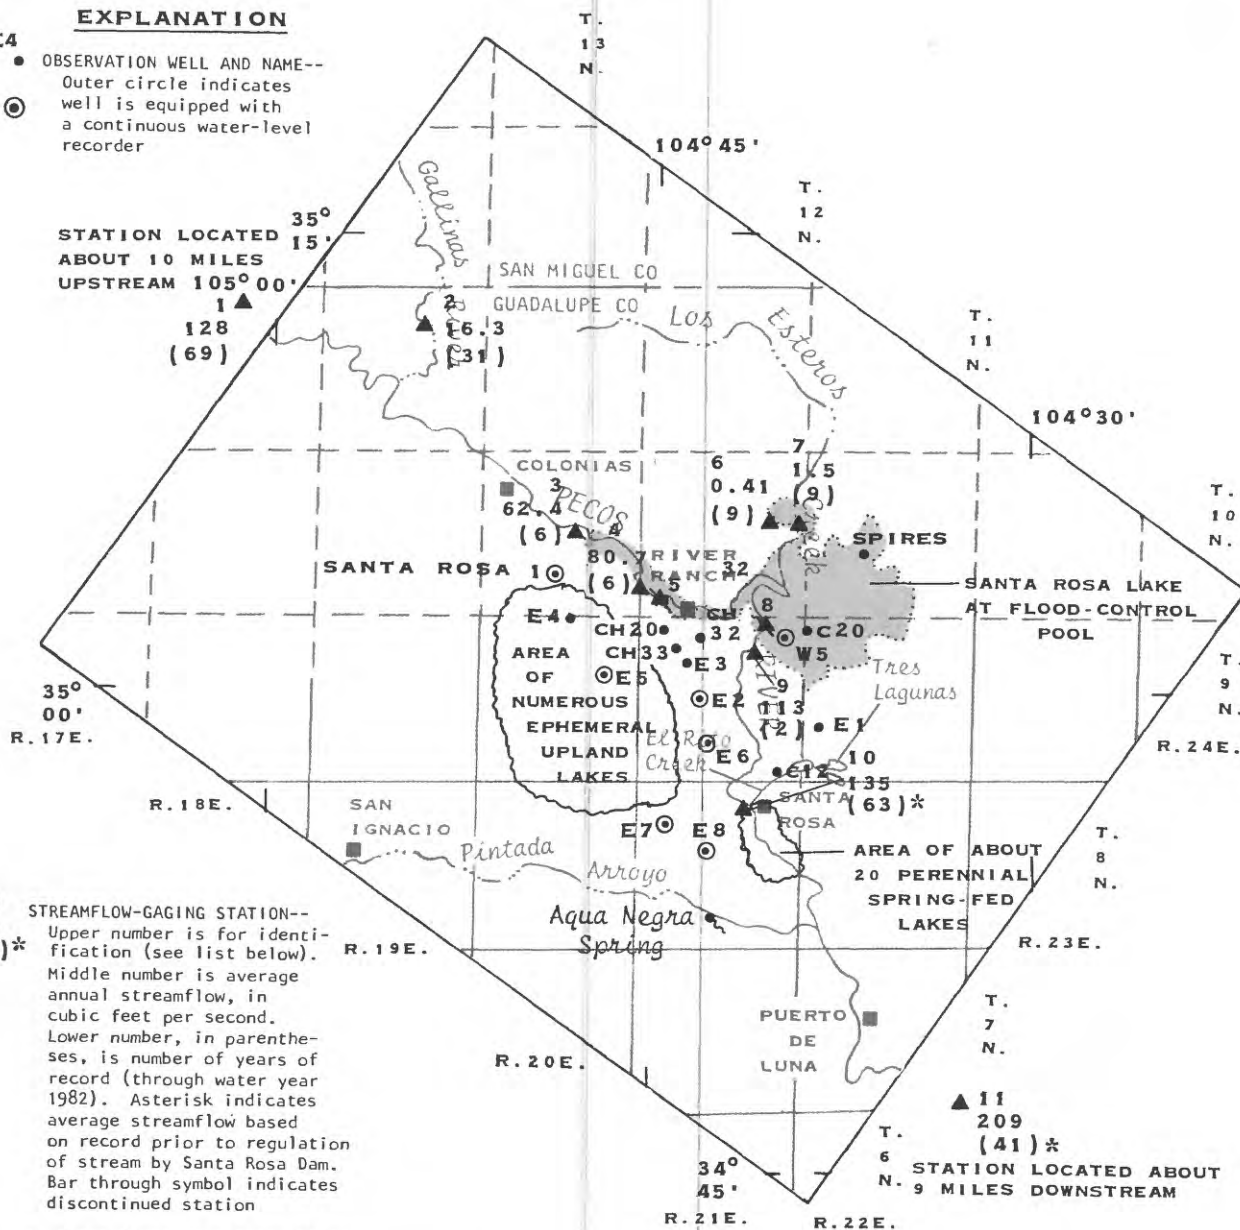 EXPLANATION
OBSERVATION WELL AND NAME--
Outer circle indicates
well is equipped with
a continuous water-level
recorder
T.
13
N.
104°45'
T.
12
N.
35°
15'
STATION LOCATED
ABOUT 10 MILES
UPSTREAM 105°00'
1
128
(69)
Gallinas
River
2
16.3
(31)
SAN MIGUEL CO
GUADALUPE CO
Los
Esteros
Creek
T.
11
N.
104°30'
COLONIAS
3
62.4
(6)
PECOS
4
80.7
(6)
6
0.41
(9)
7
1.5
(9)
T.
10
N.
SPIRES
SANTA ROSA 1
RIVER
RANCH
5
32
SANTA ROSA LAKE
AT FLOOD-CONTROL
POOL
E4
CH20
CH
32
8
C20
CH33
W5
E3
AREA
OF
NUMEROUS
EPHEMERAL
UPLAND
LAKES
E5
E2
RIVER
9
113
(2)
Tres
Lagunas
T.
9
N.
E1
35°
00'
R.17E.
R.24E.
El Rito
Creek
E6
C12
10
135
(63)*
R.18E.
SAN
IGNACIO
SANTA
ROSA
E7
E8
Pintada
Arroyo
AREA OF ABOUT
20 PERENNIAL
SPRING-FED
LAKES
T.
8
N.
Aqua Negra
Spring
R.19E.
R.23E.
STREAMFLOW-GAGING STATION--
Upper number is for identi-
)* fication (see list below).
Middle number is average
annual streamflow, in
cubic feet per second.
Lower number, in parenthe-
ses, is number of years of
record (through water year
1982). Asterisk indicates
average streamflow based
on record prior to regulation
of stream by Santa Rosa Dam.
Bar through symbol indicates
discontinued station
PUERTO
DE
LUNA
T.
7
N.
R.20E.
11
209
(41)*
STATION LOCATED ABOUT
9 MILES DOWNSTREAM
T.
6
N.
34°
45'
R.21E.
R.22E.